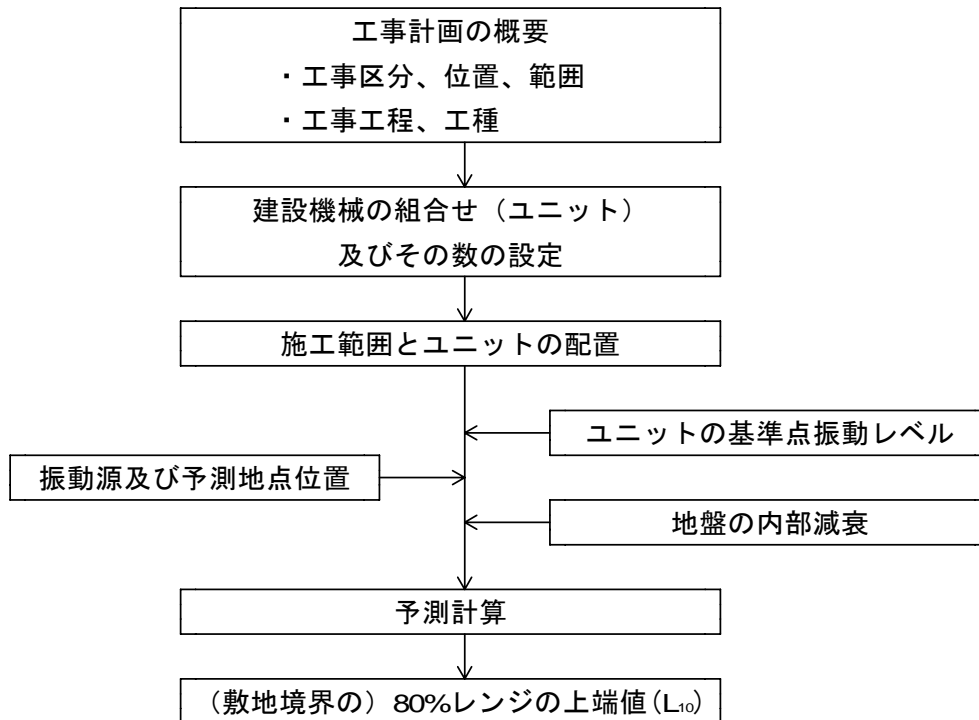 工事計画の概要
・工事区分、位置、範囲
・工事工程、工種
建設機械の組合せ（ユニット）
及びその数の設定
施工範囲とユニットの配置
ユニットの基準点振動レベル
振動源及び予測地点位置
地盤の内部減衰
予測計算
（敷地境界の）80%レンジの上端値(L₁₀)